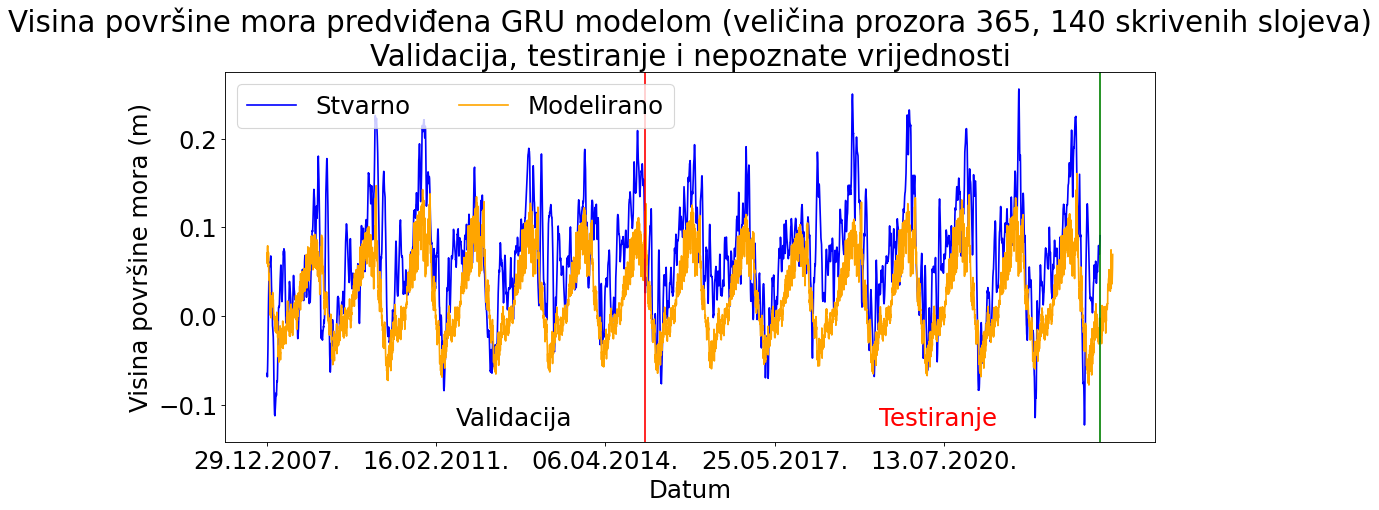 Visina površine mora predviđena GRU modelom (veličina prozora 365, 140 skrivenih slojeva)
Validacija, testiranje i nepoznate vrijednosti
Stvarno Modelirano
Visina površine mora (m)
0.2
0.1
0.0
−0.1
Validacija Testiranje
29.12.2007. 16.02.2011. 06.04.2014. 25.05.2017. 13.07.2020.
Datum